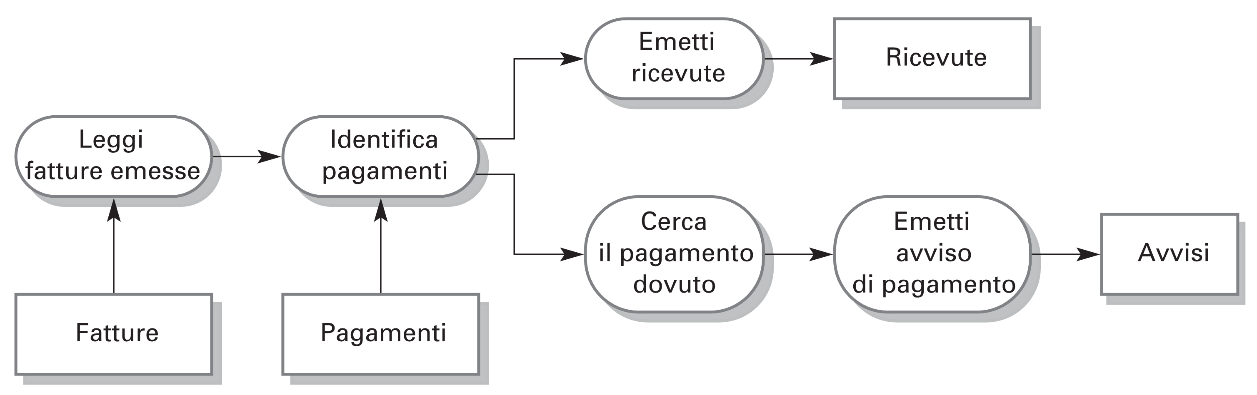 Emetti
ricevute
Ricevute
Leggi
fatture emesse
Identifica
pagamenti
Cerca
il pagamento
dovuto
Emetti
avviso
di pagamento
Avvisi
Fatture
Pagamenti